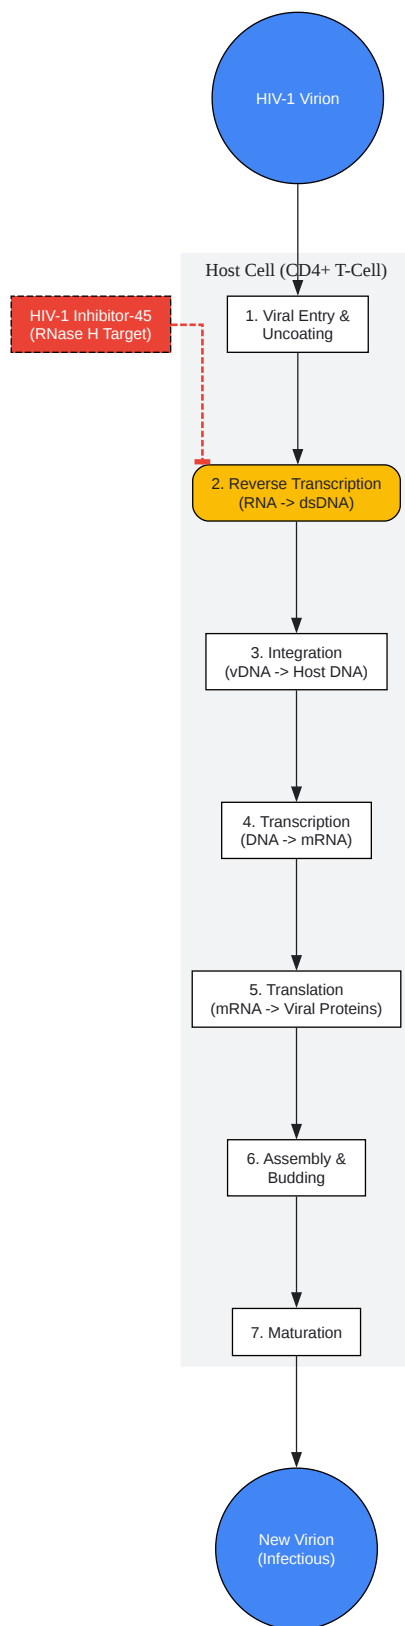 HIV-1 Virion
Host Cell (CD4+ T-Cell)
HIV-1 Inhibitor-45
(RNase H Target)
1. Viral Entry &
Uncoating
2. Reverse Transcription
(RNA -> dsDNA)
3. Integration
(vDNA -> Host DNA)
4. Transcription
(DNA -> mRNA)
5. Translation
(mRNA -> Viral Proteins)
6. Assembly &
Budding
7. Maturation
New Virion
(Infectious)